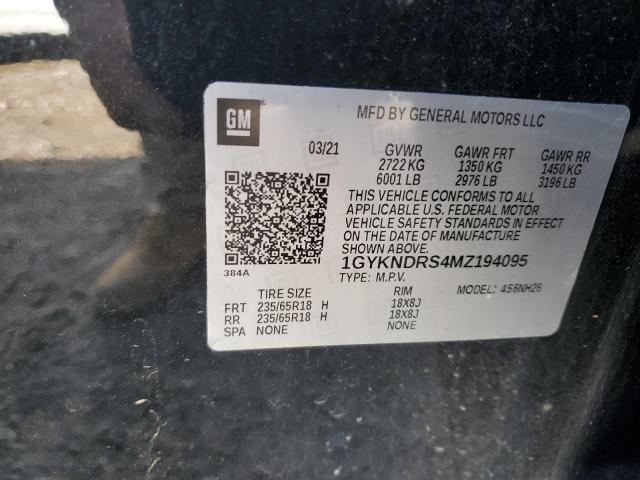 GM
MFD BY GENERAL MOTORS LLC
03/21 GVWR GAWR FRT GAWR RR
2722 KG 1350 KG 1450 KG
6001 LB 2976 LB 3196 LB
THIS VEHICLE CONFORMS TO ALL
APPLICABLE U.S. FEDERAL MOTOR
VEHICLE SAFETY STANDARDS IN EFFECT
ON THE DATE OF MANUFACTURE
SHOWN ABOVE.
384A
1GYKNDRS4MZ194095
TYPE: M.P.V. MODEL: 456NH26
TIRE SIZE RIM
FRT 235/65R18 H 18X8J
RR 235/65R18 H 18X8J
SPA NONE NONE